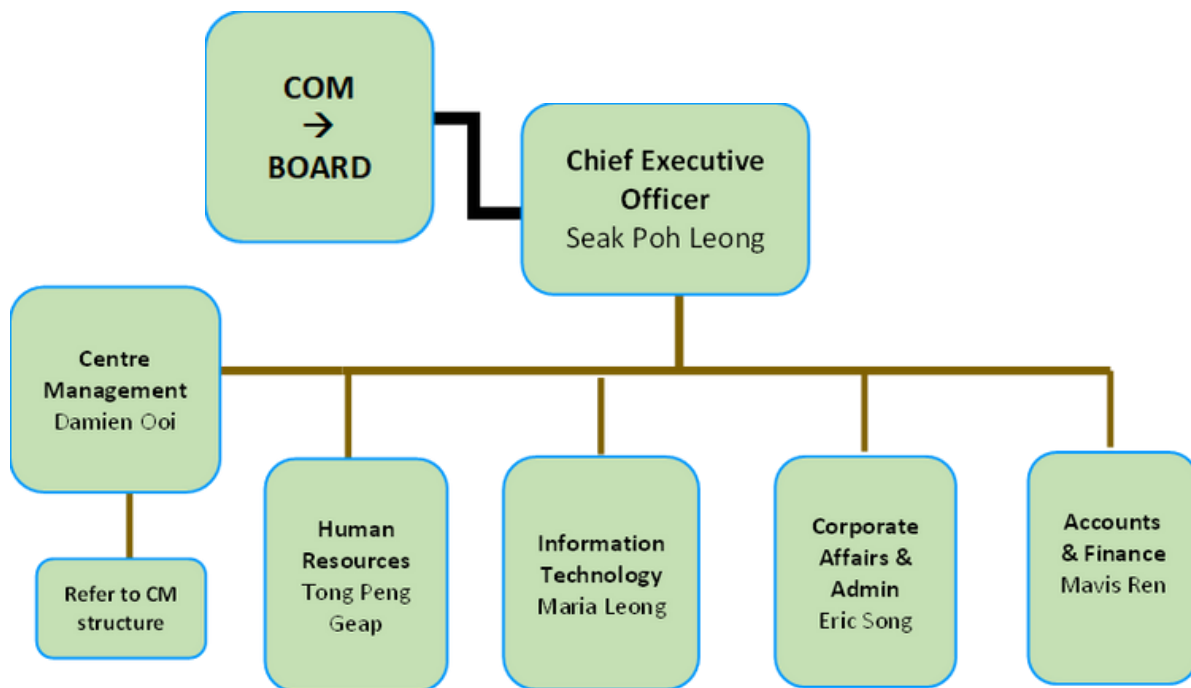 COM
→
BOARD
Chief Executive
Officer
Seak Poh Leong
Centre
Management
Damien Ooi
Refer to CM
structure
Human
Resources
Tong Peng
Geap
Information
Technology
Maria Leong
Corporate
Affairs &
Admin
Eric Song
Accounts
& Finance
Mavis Ren